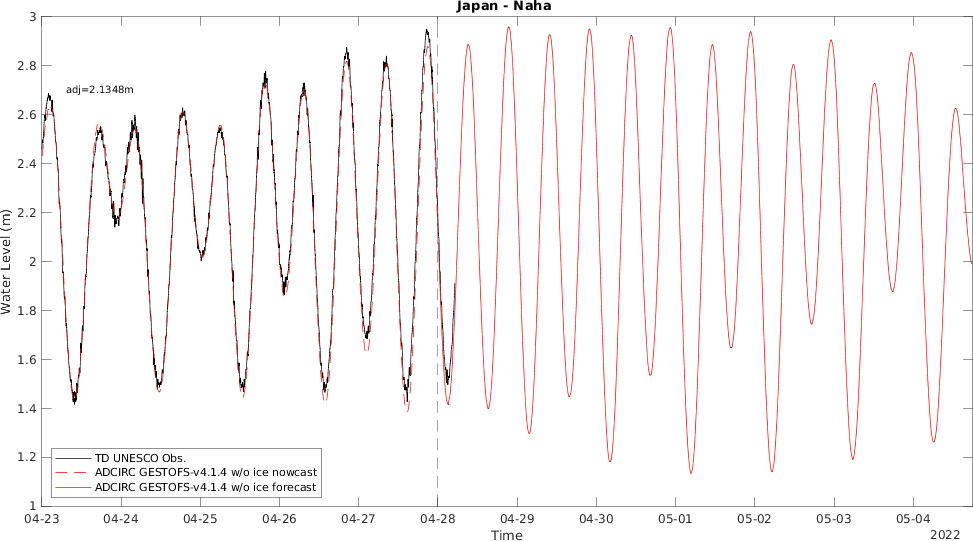 Japan - Naha
3
2.8
2.6
2.4
2.2
2
1.8
1.6
1.4
1.2
1
Water Level (m)
adj=2.1348m
TD UNESCO Obs.
ADCIRC GESTOFS-v4.1.4 w/o ice nowcast
ADCIRC GESTOFS-v4.1.4 w/o ice forecast
04-23 04-24 04-25 04-26 04-27 04-28 04-29 04-30 05-01 05-02 05-03 05-04
Time
2022